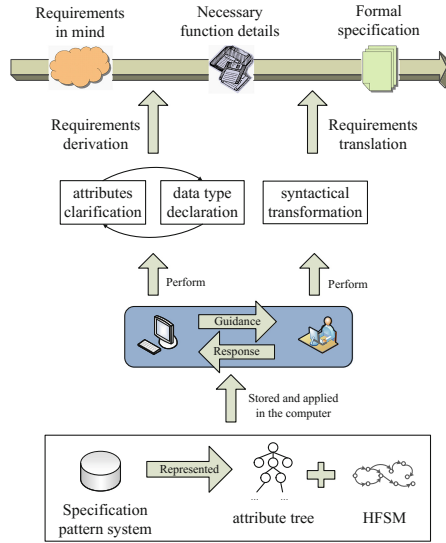 Requirements
in mind
Necessary
function details
Formal
specification
Requirements
derivation
Requirements
translation
attributes
clarification
data type
declaration
syntactical
transformation
Perform
Perform
Guidance
Response
Stored and applied
in the computer
Represented
Specification
pattern system
... ...
attribute tree
HFSM